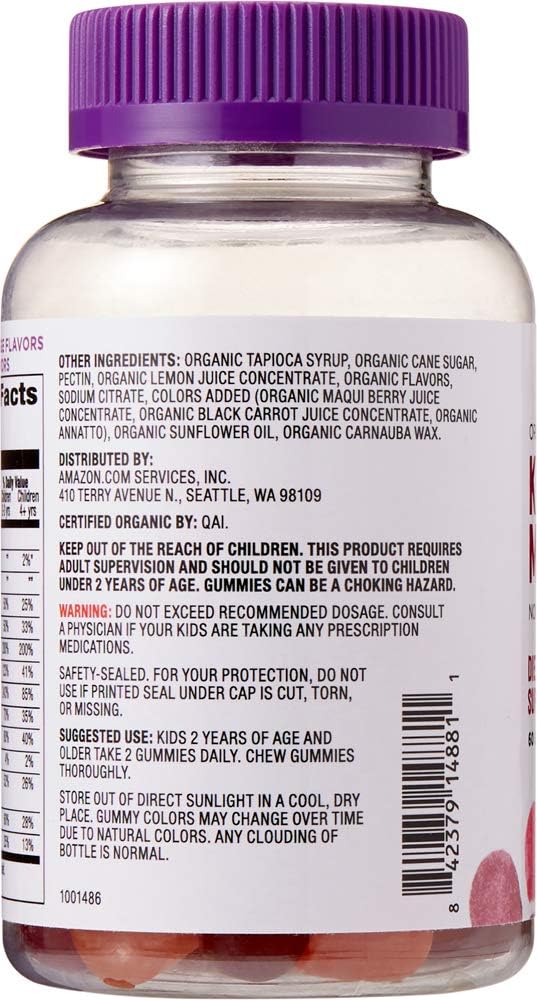 GE FLAVORS
ORS
Facts
% Daily Value
Children
4+ yrs
** 2%*
** **
25%
33%
200%
41%
85%
35%
40%
2%
26%
28%
13%
OTHER INGREDIENTS: ORGANIC TAPIOCA SYRUP, ORGANIC CANE SUGAR,
PECTIN, ORGANIC LEMON JUICE CONCENTRATE, ORGANIC FLAVORS,
SODIUM CITRATE, COLORS ADDED (ORGANIC MAQUI BERRY JUICE
CONCENTRATE, ORGANIC BLACK CARROT JUICE CONCENTRATE, ORGANIC
ANNATTO), ORGANIC SUNFLOWER OIL, ORGANIC CARNAUBA WAX.
DISTRIBUTED BY:
AMAZON.COM SERVICES, INC.
410 TERRY AVENUE N., SEATTLE, WA 98109
CERTIFIED ORGANIC BY: QAI.
KEEP OUT OF THE REACH OF CHILDREN. THIS PRODUCT REQUIRES
ADULT SUPERVISION AND SHOULD NOT BE GIVEN TO CHILDREN
UNDER 2 YEARS OF AGE. GUMMIES CAN BE A CHOKING HAZARD.
WARNING: DO NOT EXCEED RECOMMENDED DOSAGE. CONSULT
A PHYSICIAN IF YOUR KIDS ARE TAKING ANY PRESCRIPTION
MEDICATIONS.
SAFETY-SEALED. FOR YOUR PROTECTION, DO NOT
USE IF PRINTED SEAL UNDER CAP IS CUT, TORN,
OR MISSING.
SUGGESTED USE: KIDS 2 YEARS OF AGE AND
OLDER TAKE 2 GUMMIES DAILY. CHEW GUMMIES
THOROUGHLY.
STORE OUT OF DIRECT SUNLIGHT IN A COOL, DRY
PLACE. GUMMY COLORS MAY CHANGE OVER TIME
DUE TO NATURAL COLORS. ANY CLOUDING OF
BOTTLE IS NORMAL.
1001486
8 42379 14881 1
K
NO
DIE
SU
60